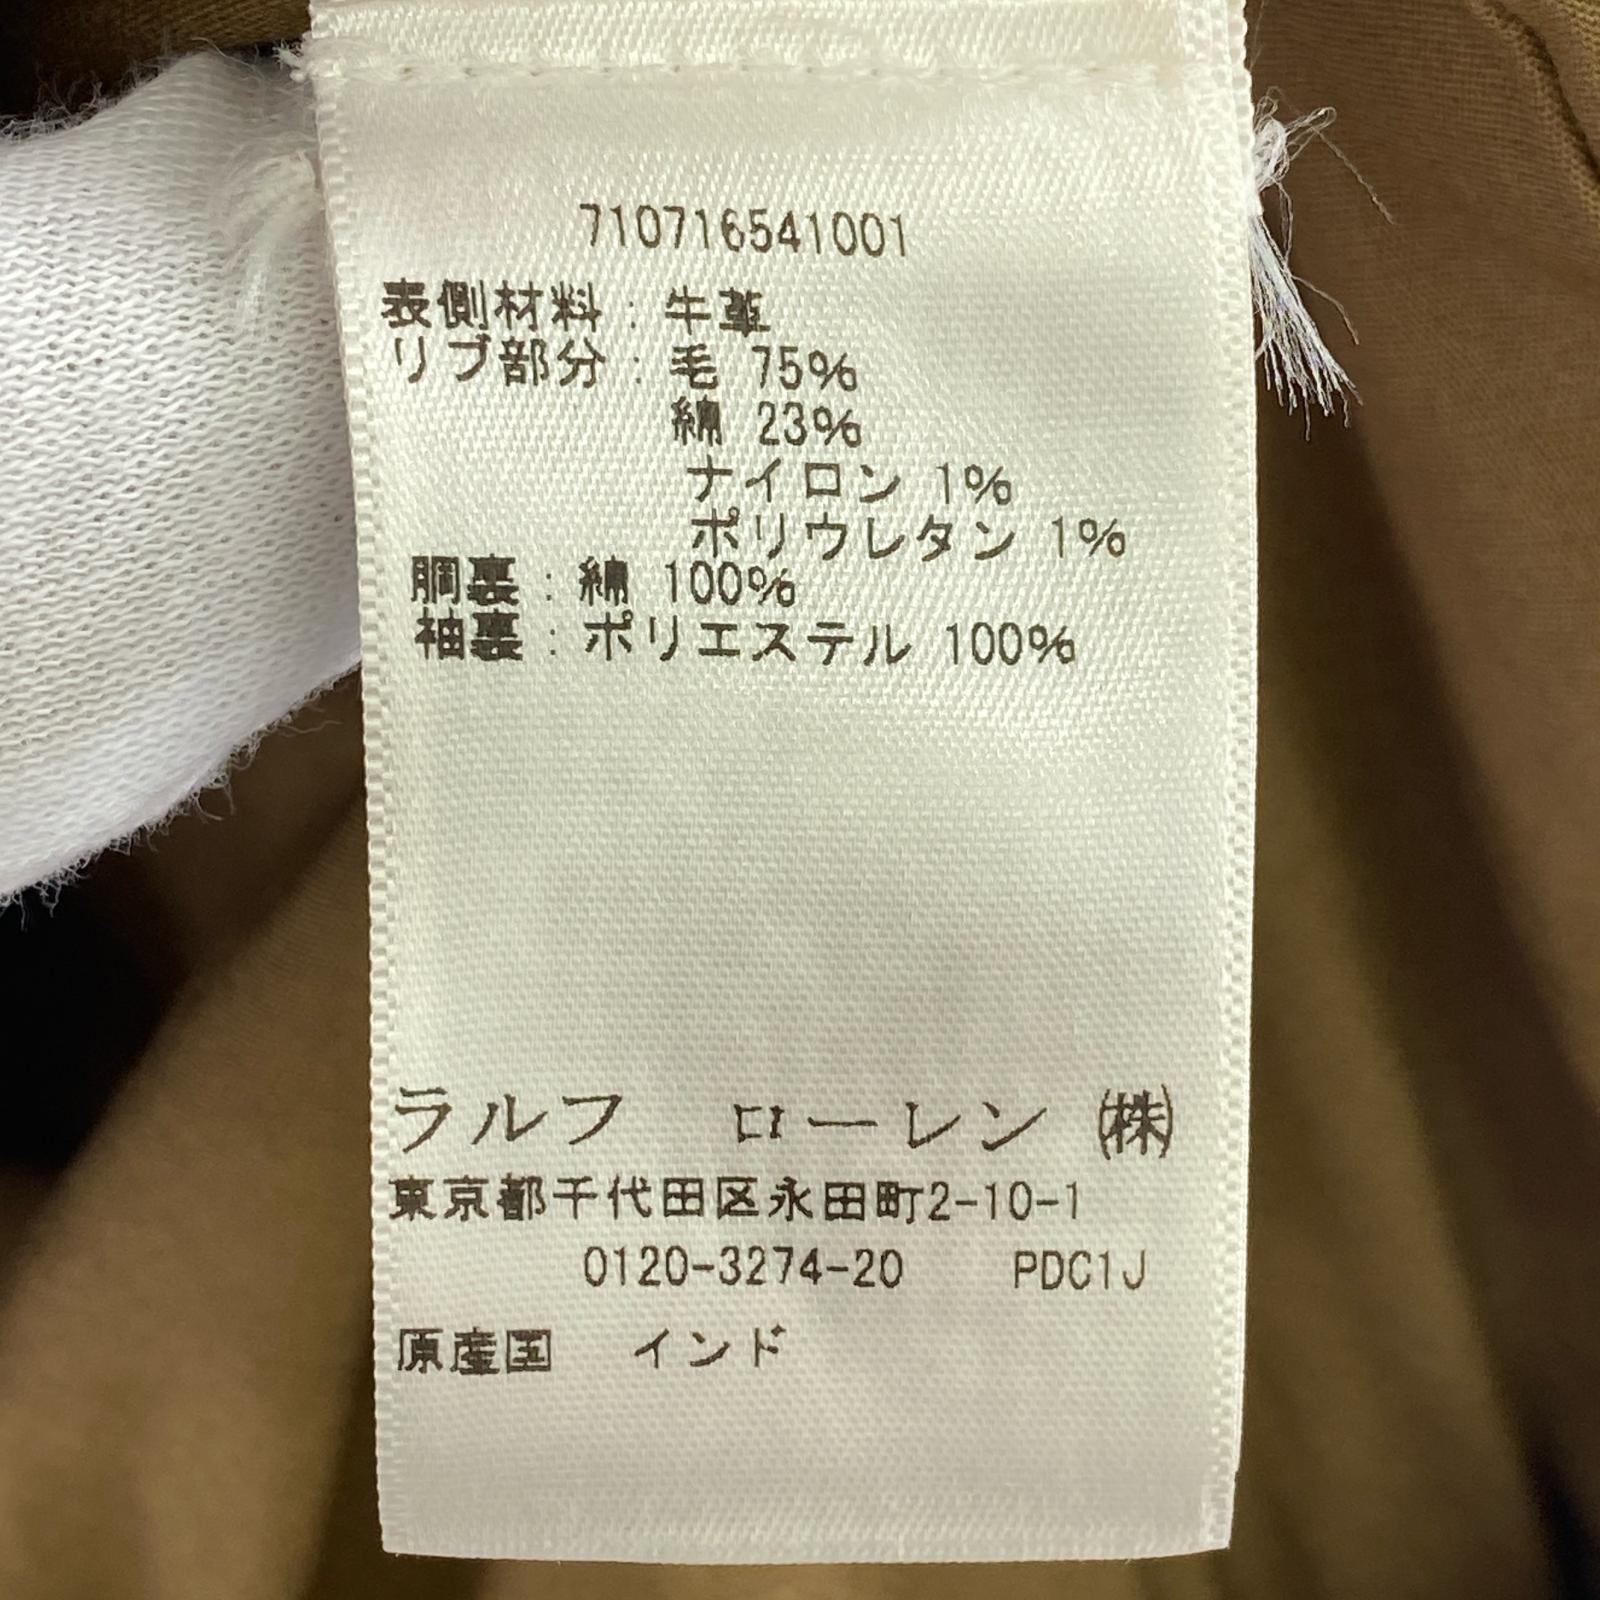 710716541001
表側材料：牛革
リブ部分：毛 75%
綿 23%
ナイロン 1%
ポリウレタン 1%
胴裏：綿 100%
袖裏：ポリエステル 100%
ラルフ ローレン ㈱
東京都千代田区永田町2-10-1
0120-3274-20 PDC1J
原産国 インド